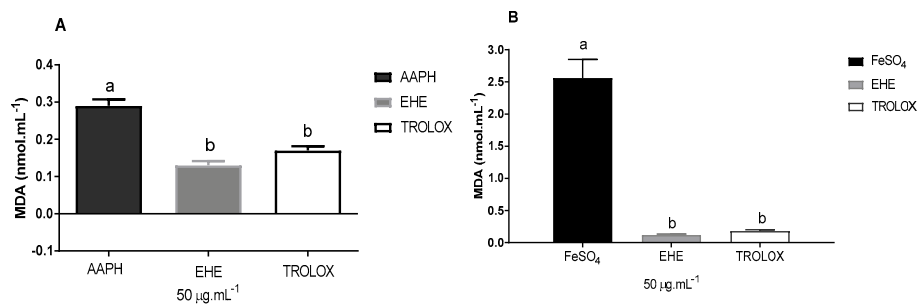 A
MDA (nmol.mL⁻¹)
0.4
0.3
0.2
0.1
0.0
-0.1
a
b
b
AAPH
EHE
TROLOX
50 µg.mL⁻¹
AAPH
EHE
TROLOX
B
MDA (nmol.mL⁻¹)
3.0
2.5
2.0
1.5
1.0
0.5
0.0
a
b
b
FeSO₄
EHE
TROLOX
50 µg.mL⁻¹
FeSO₄
EHE
TROLOX